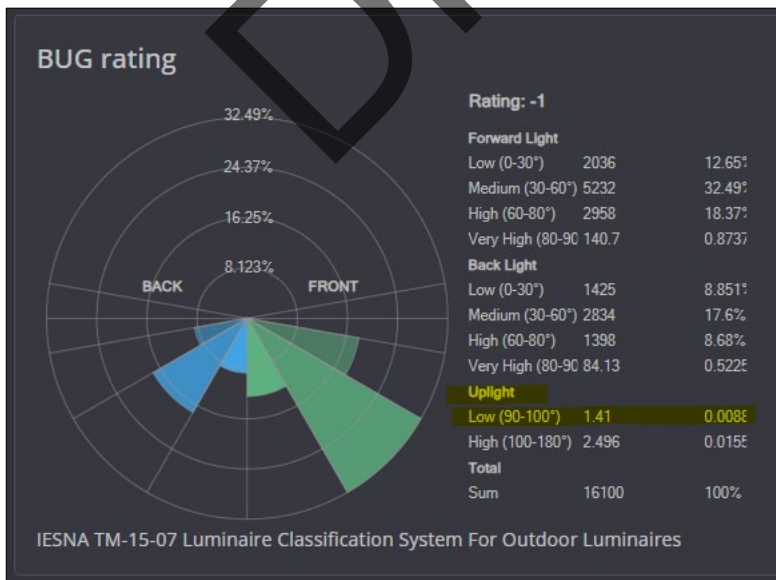 BUG rating
32.49%
24.37%
16.25%
8.123%
BACK FRONT
Rating: -1
Forward Light
Low (0-30°) 2036 12.65°
Medium (30-60°) 5232 32.49°
High (60-80°) 2958 18.37°
Very High (80-90 140.7 0.8737
Back Light
Low (0-30°) 1425 8.851°
Medium (30-60°) 2834 17.6%
High (60-80°) 1398 8.68%
Very High (80-90 84.13 0.5225
Uplight
Low (90-100°) 1.41 0.0088
High (100-180°) 2.496 0.0155
Total
Sum 16100 100%
IESNA TM-15-07 Luminaire Classification System For Outdoor Luminaires